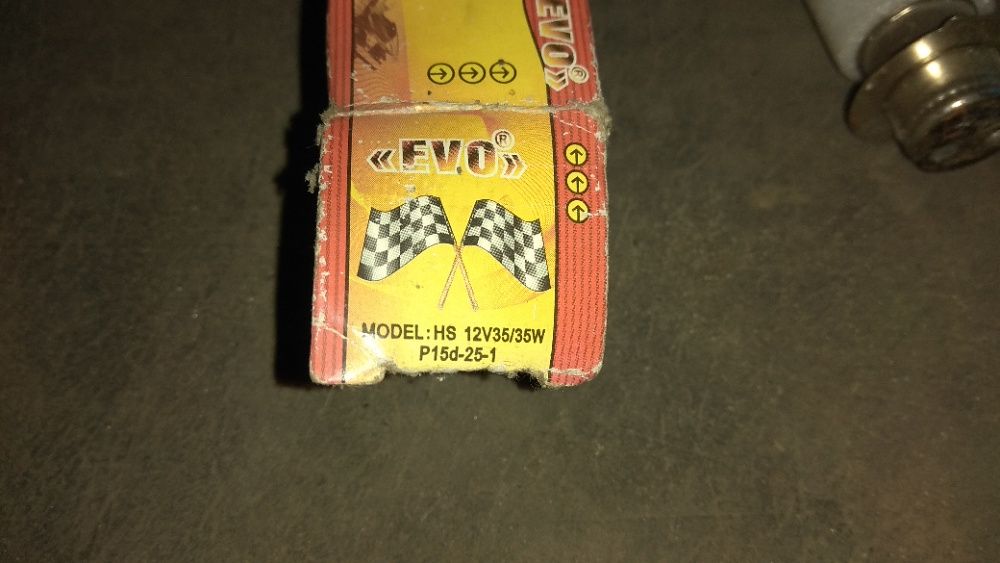 EVO»®
«EVO»®
MODEL: HS 12V35/35W
P15d-25-1